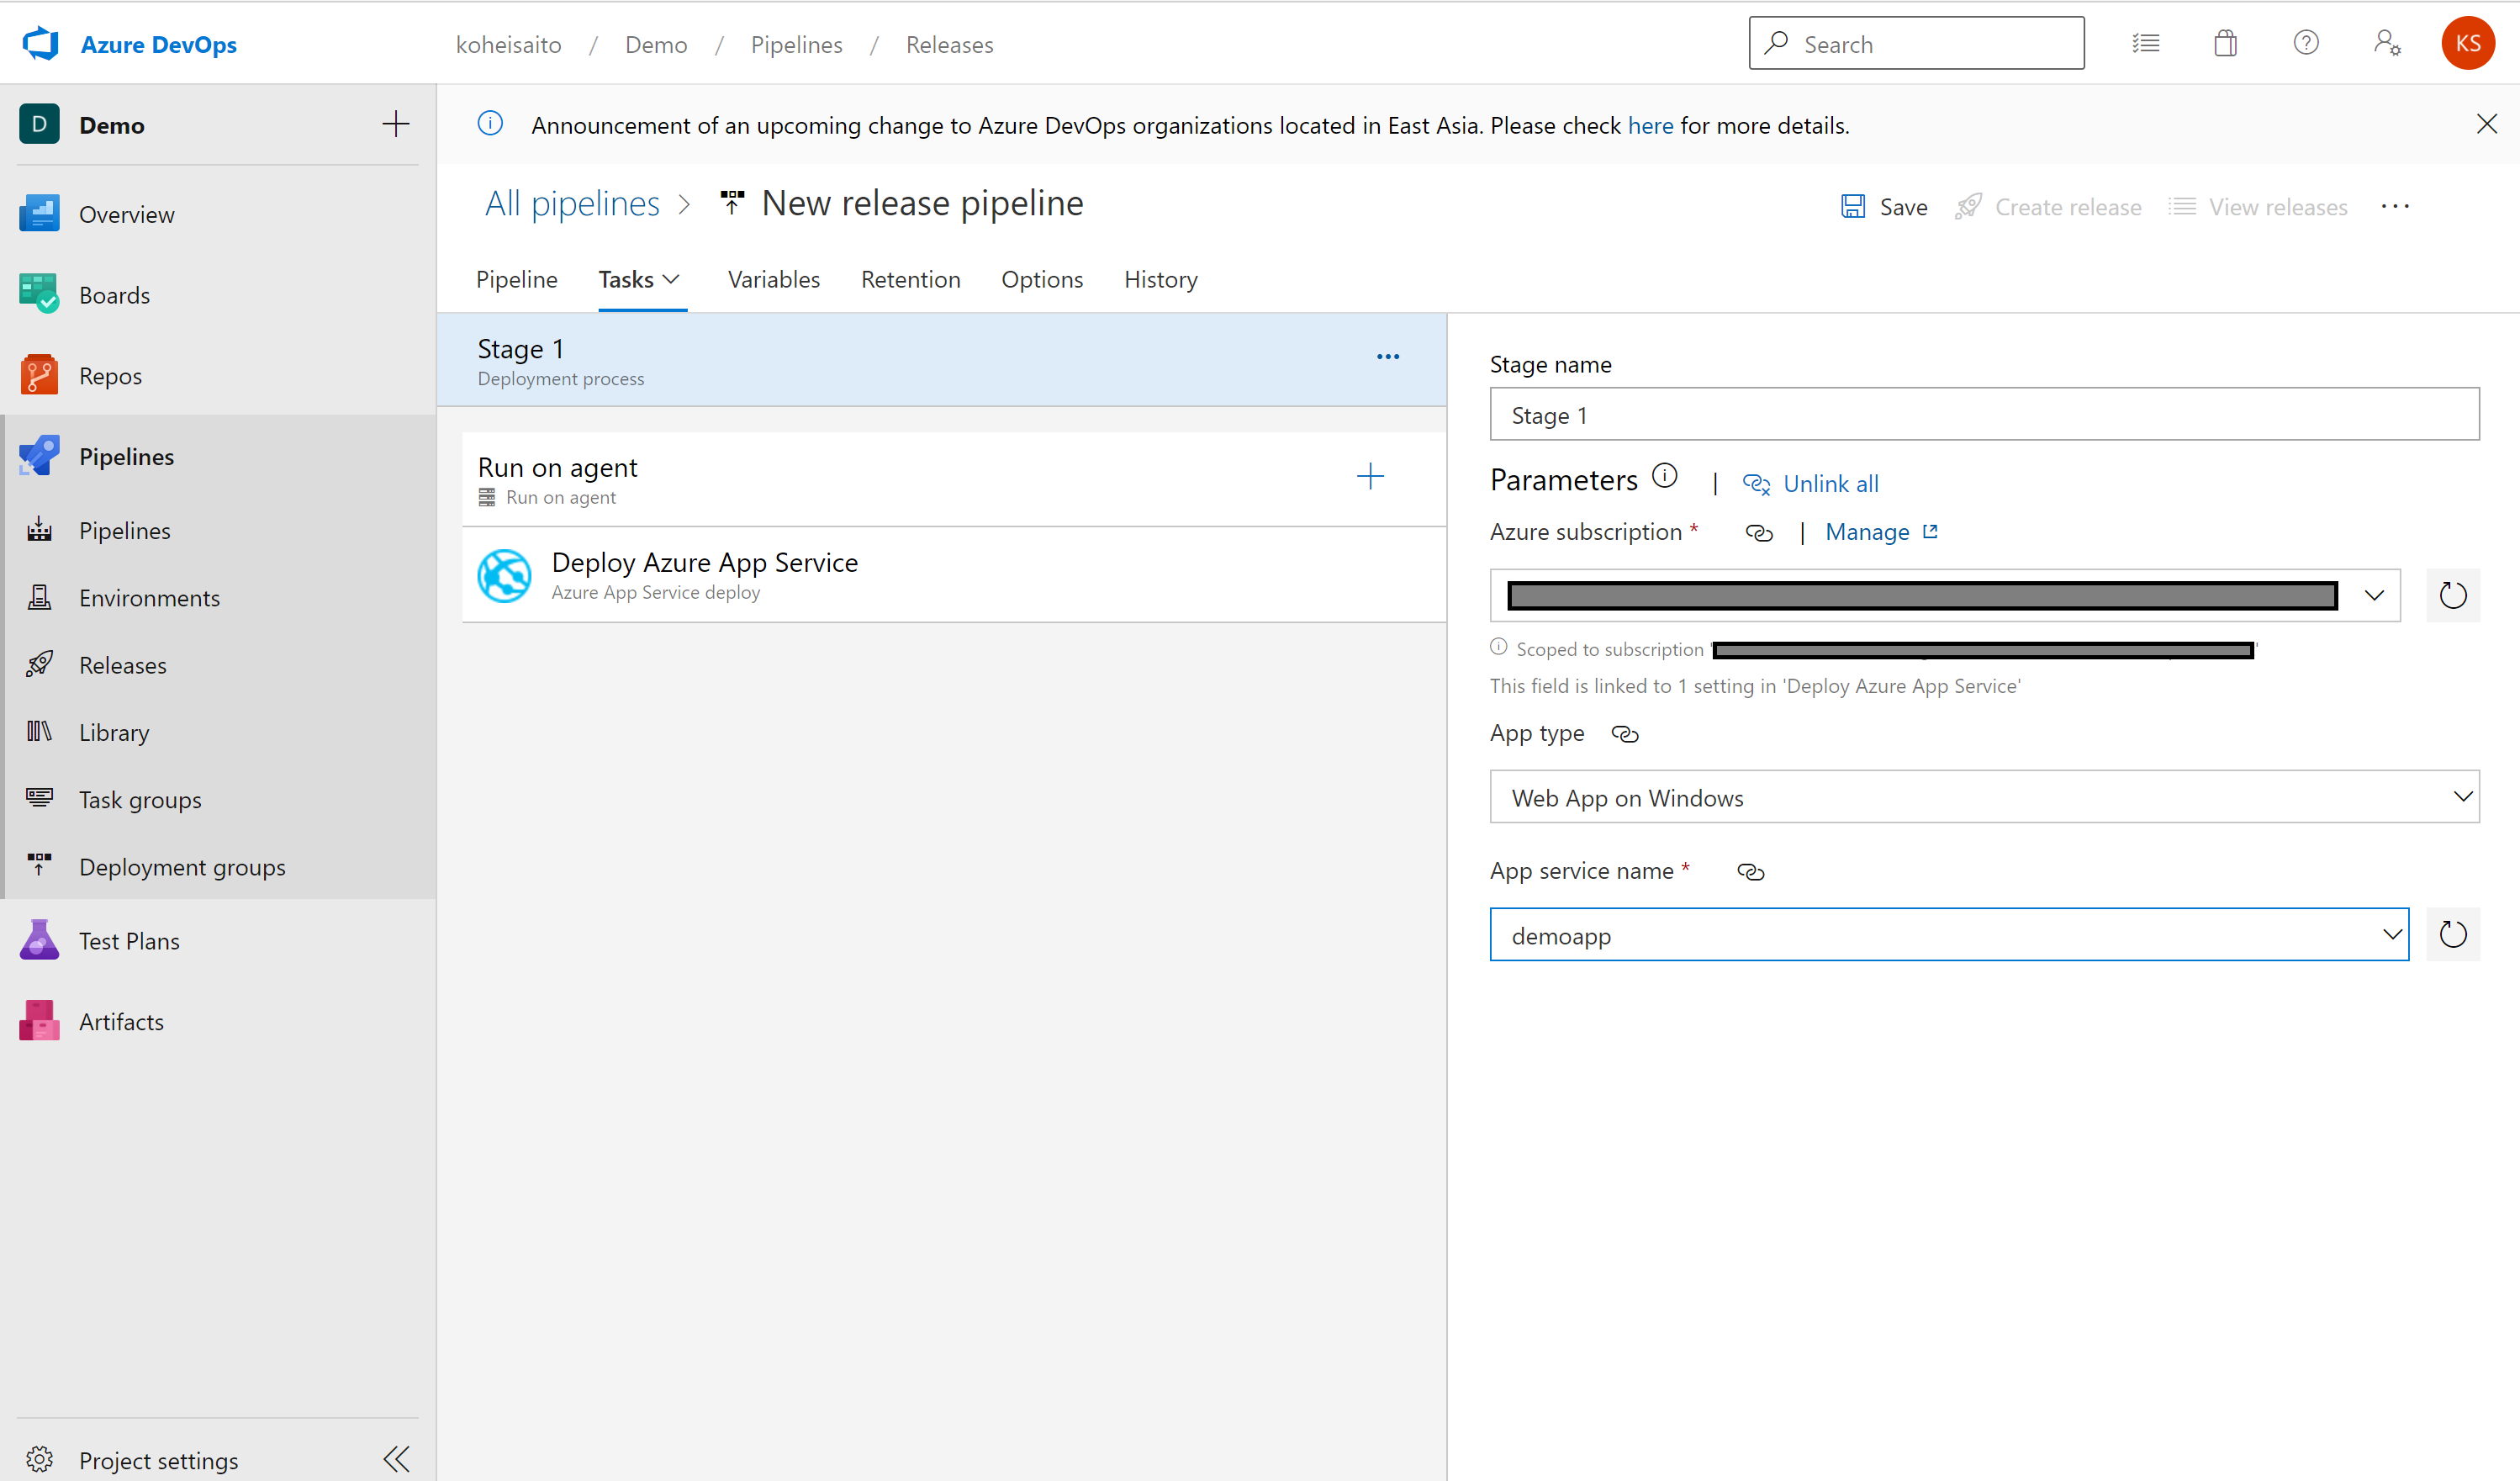 Azure DevOps
koheisaito / Demo / Pipelines / Releases
Search
KS
D Demo
Overview
Boards
Repos
Pipelines
Pipelines
Environments
Releases
Library
Task groups
Deployment groups
Test Plans
Artifacts
Project settings
Announcement of an upcoming change to Azure DevOps organizations located in East Asia. Please check here for more details.
All pipelines > New release pipeline
Save Create release View releases ...
Pipeline Tasks Variables Retention Options History
Stage 1
Deployment process
Run on agent
Run on agent
Deploy Azure App Service
Azure App Service deploy
Stage name
Stage 1
Parameters | Unlink all
Azure subscription * | Manage
Scoped to subscription ' '
This field is linked to 1 setting in 'Deploy Azure App Service'
App type
Web App on Windows
App service name *
demoapp